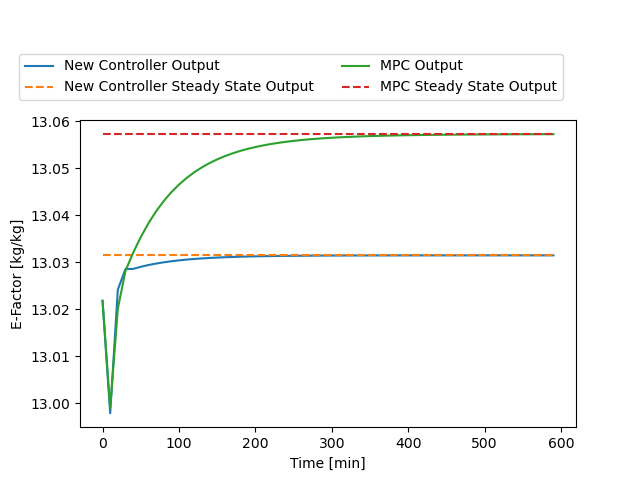 New Controller Output
New Controller Steady State Output
MPC Output
MPC Steady State Output
13.06
13.05
13.04
13.03
13.02
13.01
13.00
E-Factor [kg/kg]
0 100 200 300 400 500 600
Time [min]